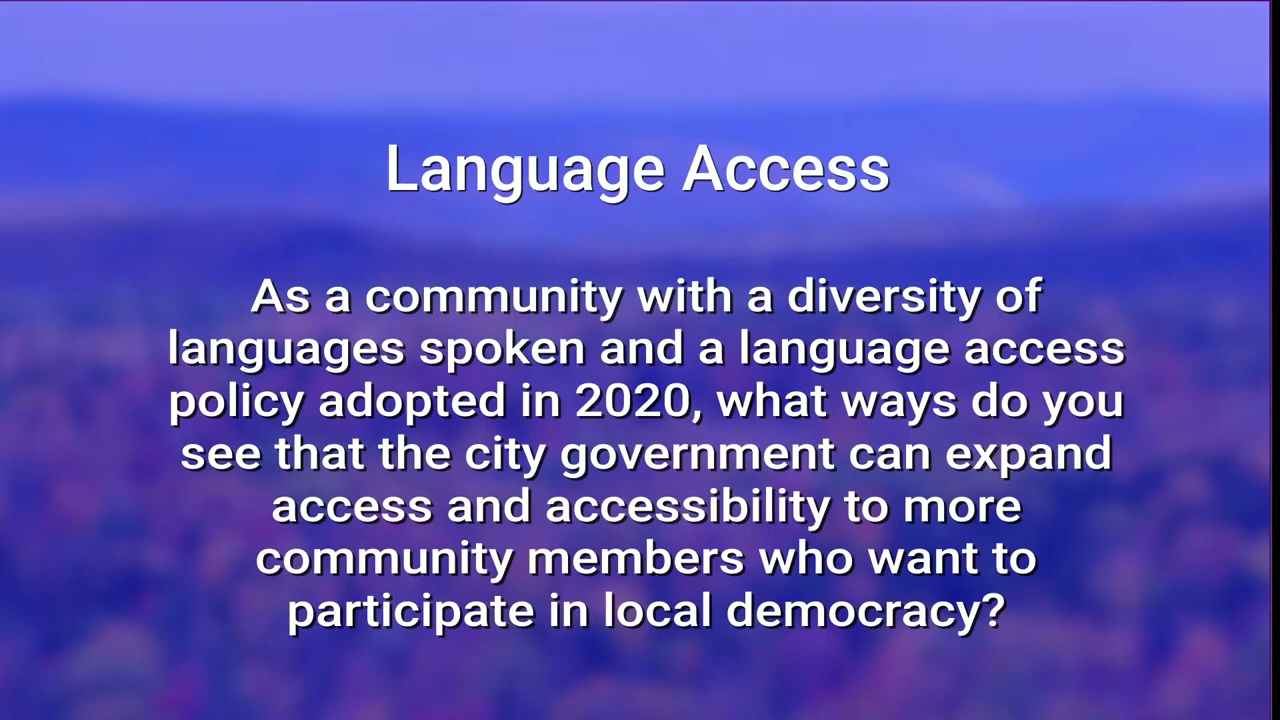 Language Access
As a community with a diversity of
languages spoken and a language access
policy adopted in 2020, what ways do you
see that the city government can expand
access and accessibility to more
community members who want to
participate in local democracy?